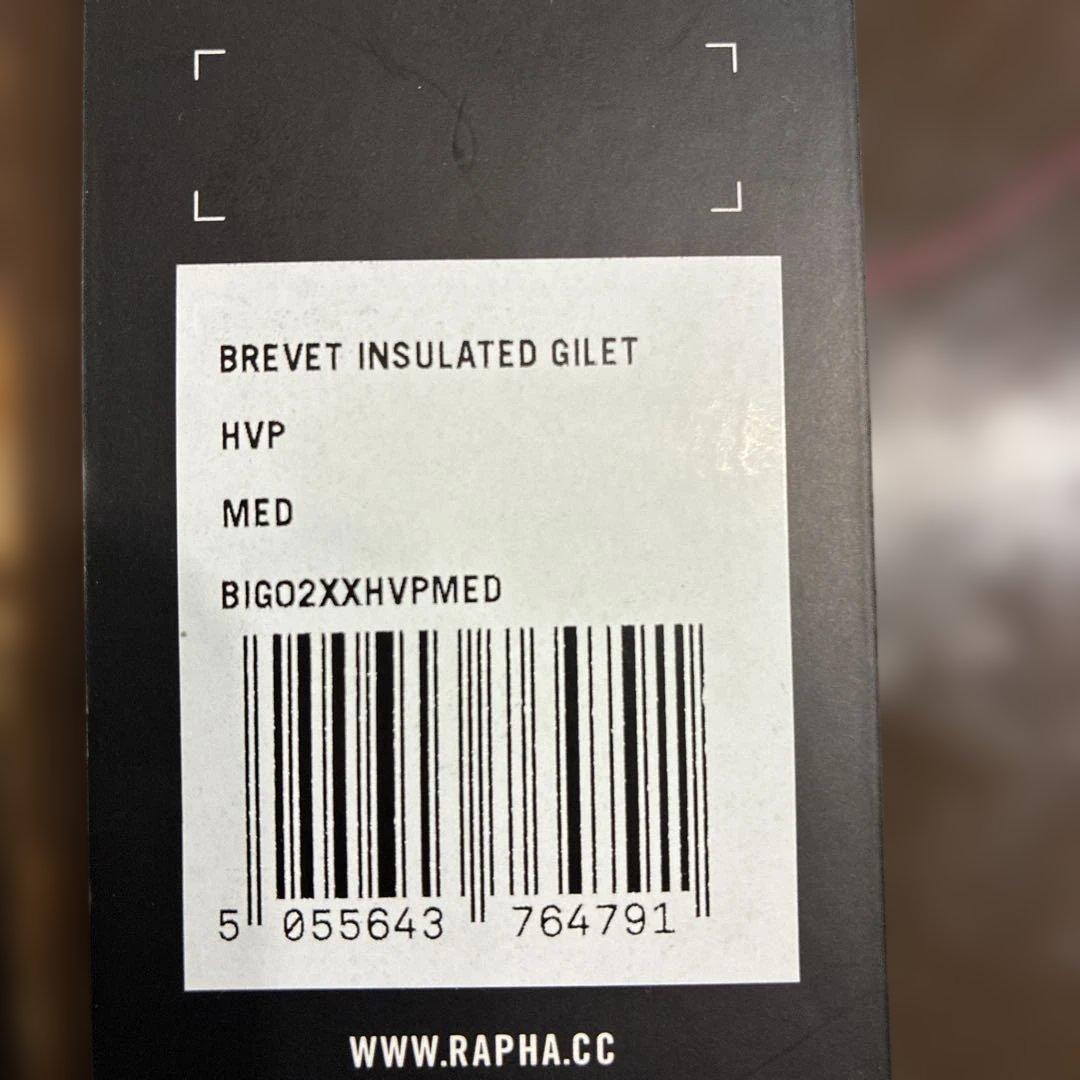 BREVET INSULATED GILET
HVP
MED
BIG02XXHVPMED
5 055643 764791
WWW.RAPHA.CC